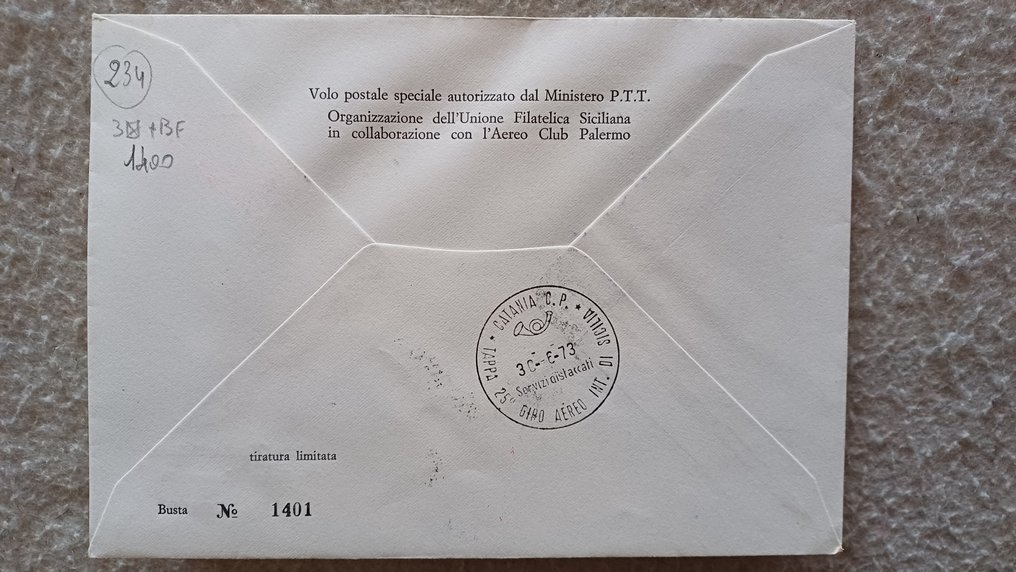 234
3 + BF
1400
Volo postale speciale autorizzato dal Ministero P.T.T.
Organizzazione dell'Unione Filatelica Siciliana
in collaborazione con l'Aereo Club Palermo
★ CATANIA C.P. ★
30-6-73
Servizi distaccati
TAPPA 25° GIRO AEREO INT. DI SICILIA
tiratura limitata
Busta № 1401